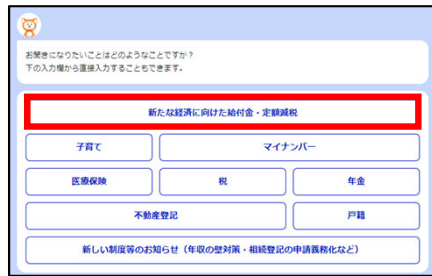 お聞きになりたいことはどのようなことですか？
下の入力欄から直接入力することもできます。
新たな経済に向けた給付金・定額減税
子育て
マイナンバー
医療保険
税
年金
不動産登記
戸籍
新しい制度等のお知らせ（年収の壁対策・相続登記の申請義務化など）